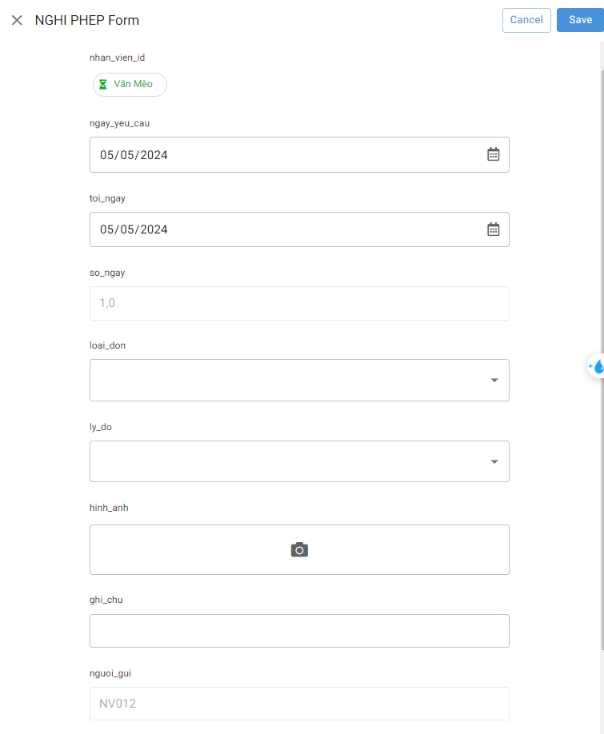 NGHI PHEP Form
Cancel
Save
nhan_vien_id
Văn Mèo
ngay_yeu_cau
05/05/2024
toi_ngay
05/05/2024
so_ngay
1,0
loai_don
ly_do
hinh_anh
ghi_chu
nguoi_gui
NV012